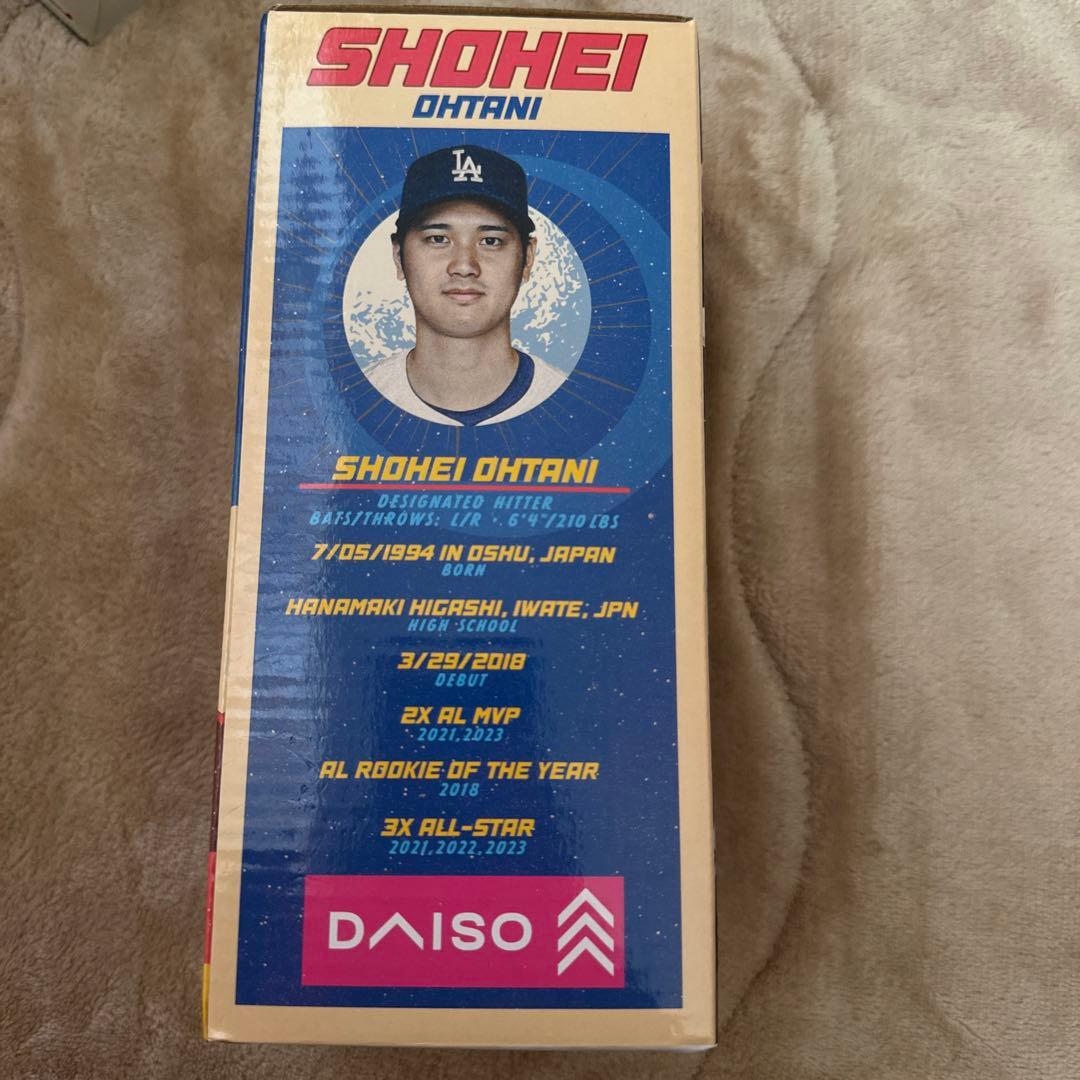 SHOHEI
OHTANI
LA
SHOHEI OHTANI
DESIGNATED HITTER
BATS/THROWS: L/R • 6'4"/210 LBS
7/05/1994 IN OSHU, JAPAN
BORN
HANAMAKI HIGASHI, IWATE, JPN
HIGH SCHOOL
3/29/2018
DEBUT
2X AL MVP
2021, 2023
AL ROOKIE OF THE YEAR
2018
3X ALL-STAR
2021, 2022, 2023
DAISO